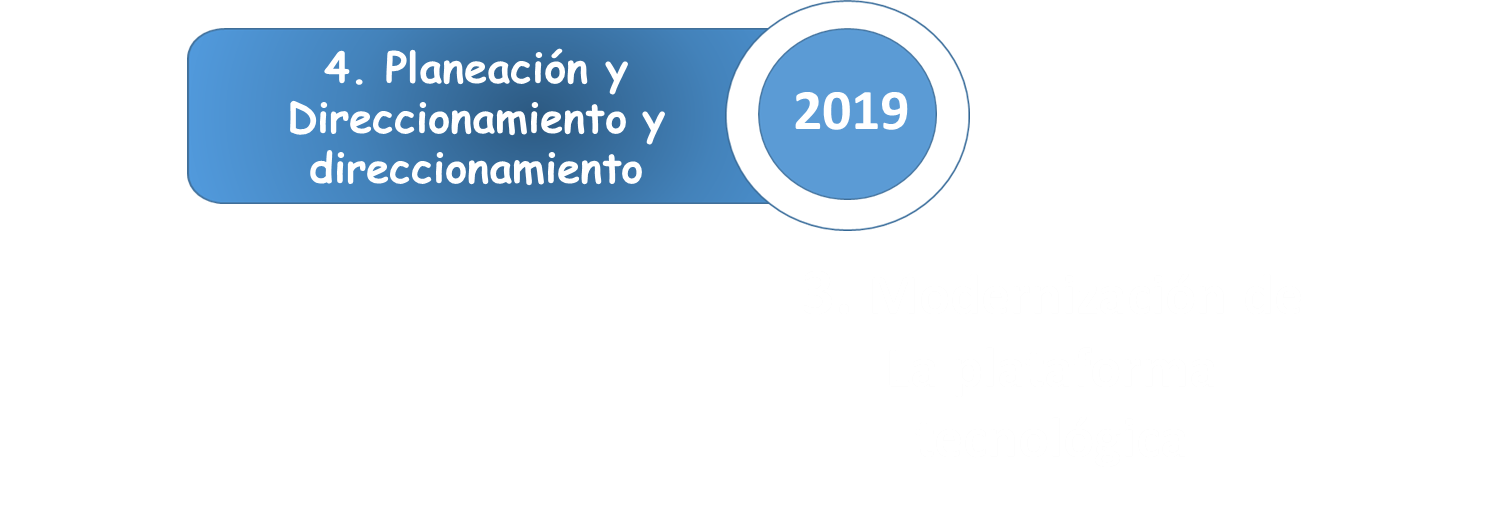 4. Planeación y
Direccionamiento y
direccionamiento
2019